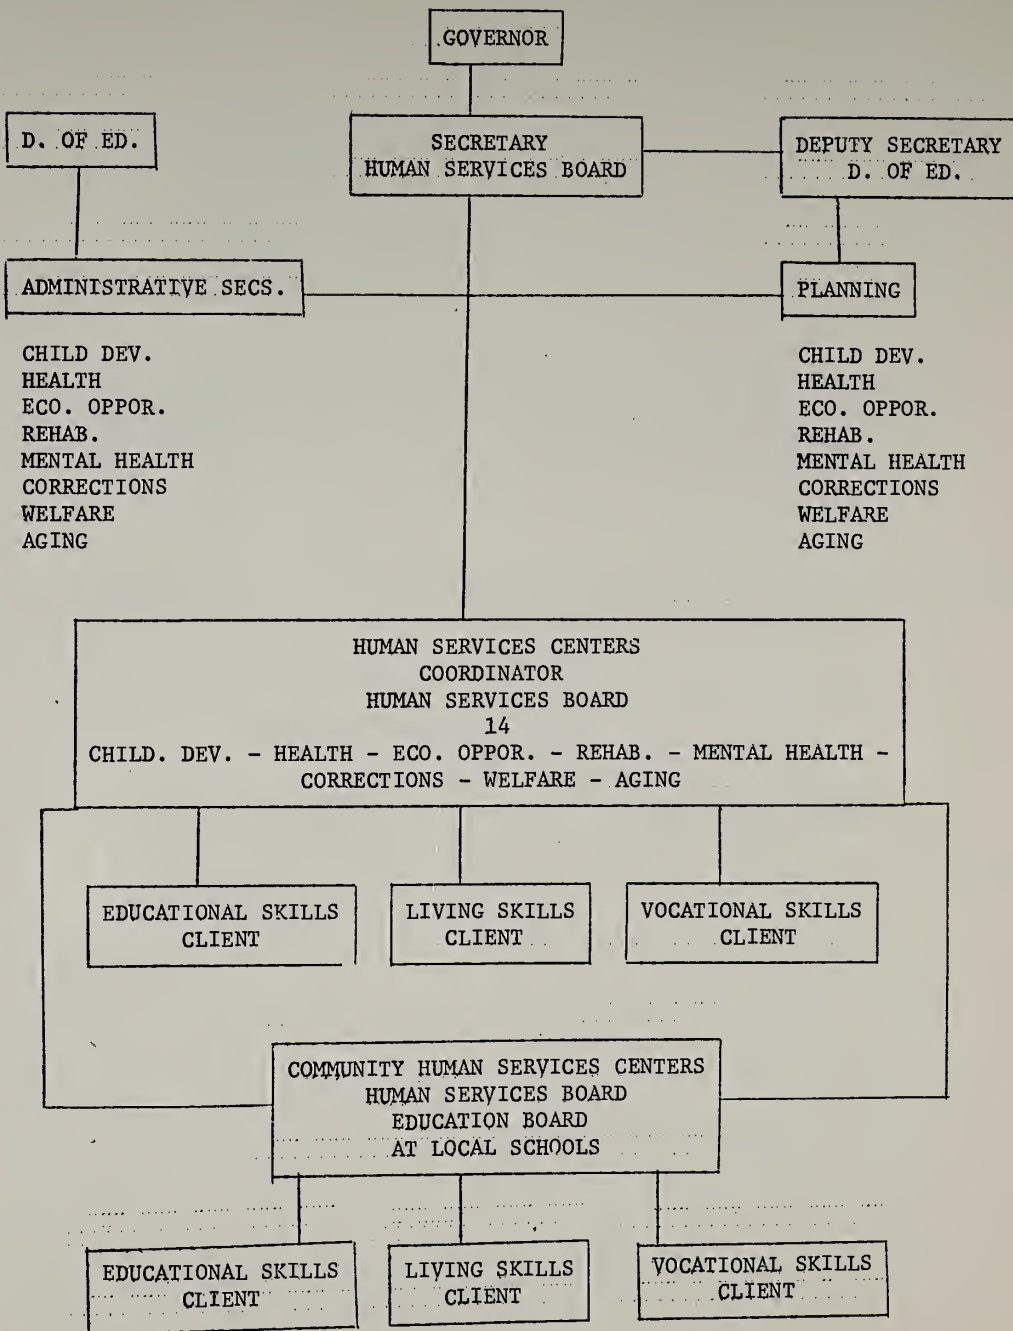 GOVERNOR
D. OF ED.
SECRETARY
HUMAN SERVICES BOARD
DEPUTY SECRETARY
D. OF ED.
ADMINISTRATIVE SECS.
PLANNING
CHILD DEV.
HEALTH
ECO. OPPOR.
REHAB.
MENTAL HEALTH
CORRECTIONS
WELFARE
AGING
CHILD DEV.
HEALTH
ECO. OPPOR.
REHAB.
MENTAL HEALTH
CORRECTIONS
WELFARE
AGING
HUMAN SERVICES CENTERS
COORDINATOR
HUMAN SERVICES BOARD
14
CHILD. DEV. - HEALTH - ECO. OPPOR. - REHAB. - MENTAL HEALTH -
CORRECTIONS - WELFARE - AGING
EDUCATIONAL SKILLS
CLIENT
LIVING SKILLS
CLIENT
VOCATIONAL SKILLS
CLIENT
COMMUNITY HUMAN SERVICES CENTERS
HUMAN SERVICES BOARD
EDUCATION BOARD
AT LOCAL SCHOOLS
EDUCATIONAL SKILLS
CLIENT
LIVING SKILLS
CLIENT
VOCATIONAL SKILLS
CLIENT